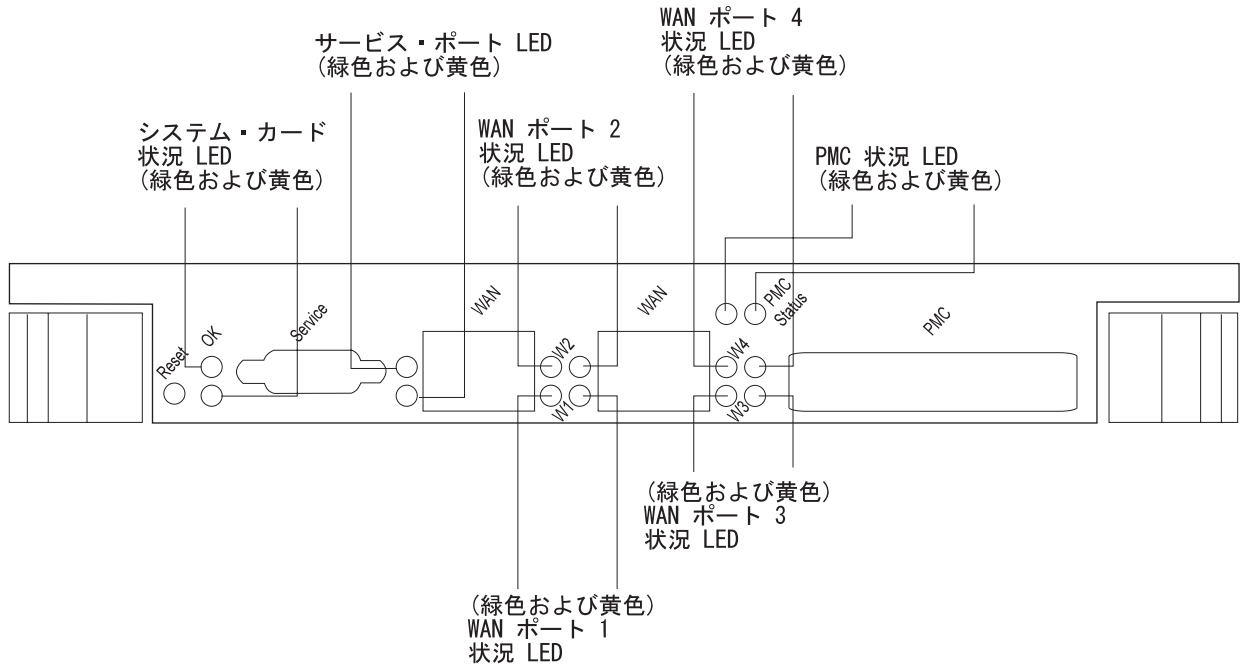 WAN ポート 4
状況 LED
(緑色および黄色)
サービス・ポート LED
(緑色および黄色)
システム・カード
状況 LED
(緑色および黄色)
WAN ポート 2
状況 LED
(緑色および黄色)
PMC 状況 LED
(緑色および黄色)
Reset
OK
Service
WAN
W2
W1
WAN
W4
W3
PMC
Status
PMC
(緑色および黄色)
WAN ポート 3
状況 LED
(緑色および黄色)
WAN ポート 1
状況 LED